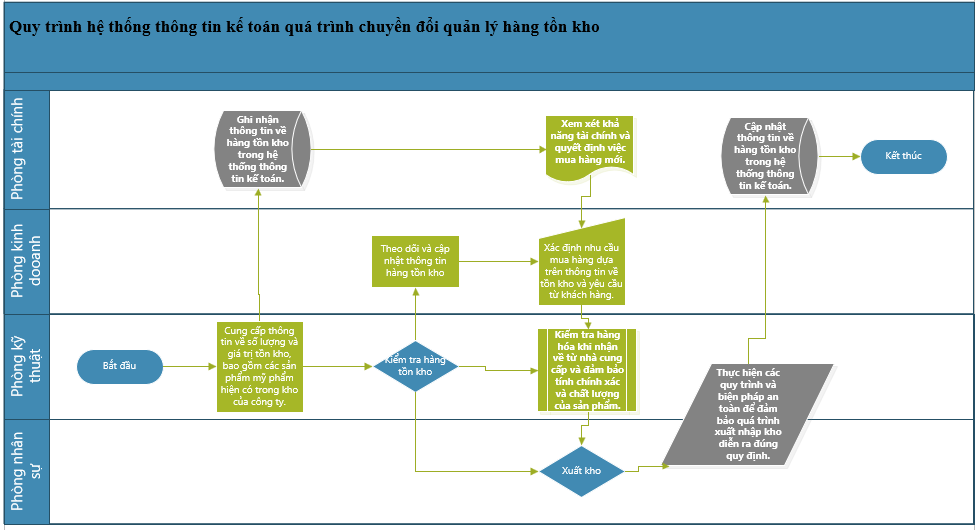 Quy trình hệ thống thông tin kế toán quá trình chuyển đổi quản lý hàng tồn kho
Phòng tài chính
Ghi nhận
thông tin về
hàng tồn kho
trong hệ
thống thông
tin kế toán.
Xem xét khả
năng tài chính và
quyết định việc
mua hàng mới.
Cập nhật
thông tin về
hàng tồn kho
trong hệ
thống thông
tin kế toán.
Kết thúc
Phòng kinh
dooanh
Theo dõi và cập
nhật thông tin
hàng tồn kho
Xác định nhu cầu
mua hàng dựa
trên thông tin về
tồn kho và yêu cầu
từ khách hàng.
Phòng kỹ
thuật
Bắt đầu
Cung cấp thông
tin về số lượng và
giá trị tồn kho,
bao gồm các sản
phẩm mỹ phẩm
hiện có trong kho
của công ty.
Kiểm tra hàng
tồn kho
Kiểm tra hàng
hóa khi nhận
về từ nhà cung
cấp và đảm bảo
tính chính xác
và chất lượng
của sản phẩm.
Thực hiện các
quy trình và
biện pháp an
toàn để đảm
bảo quá trình
xuất nhập kho
diễn ra đúng
quy định.
Phòng nhân
sự
Xuất kho